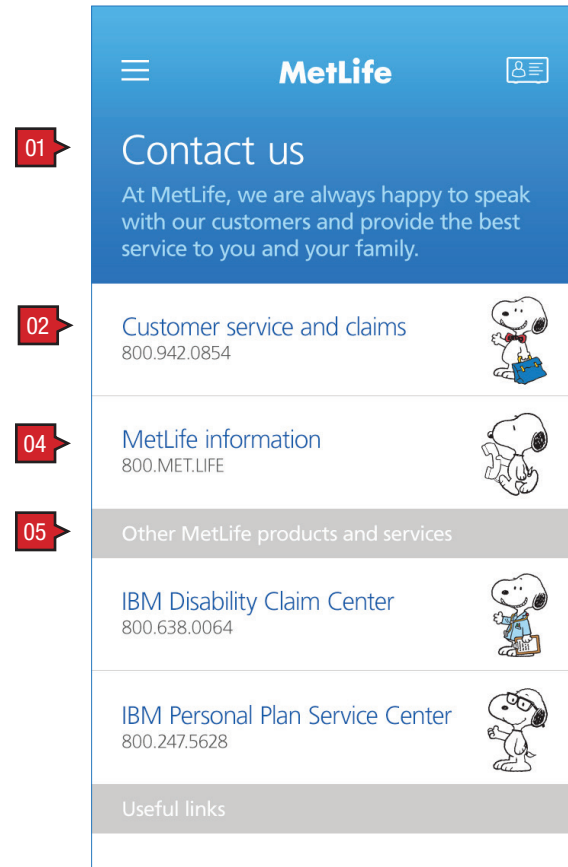 MetLife
01
Contact us
At MetLife, we are always happy to speak
with our customers and provide the best
service to you and your family.
02
Customer service and claims
800.942.0854
04
MetLife information
800.MET.LIFE
05
Other MetLife products and services
IBM Disability Claim Center
800.638.0064
IBM Personal Plan Service Center
800.247.5628
Useful links